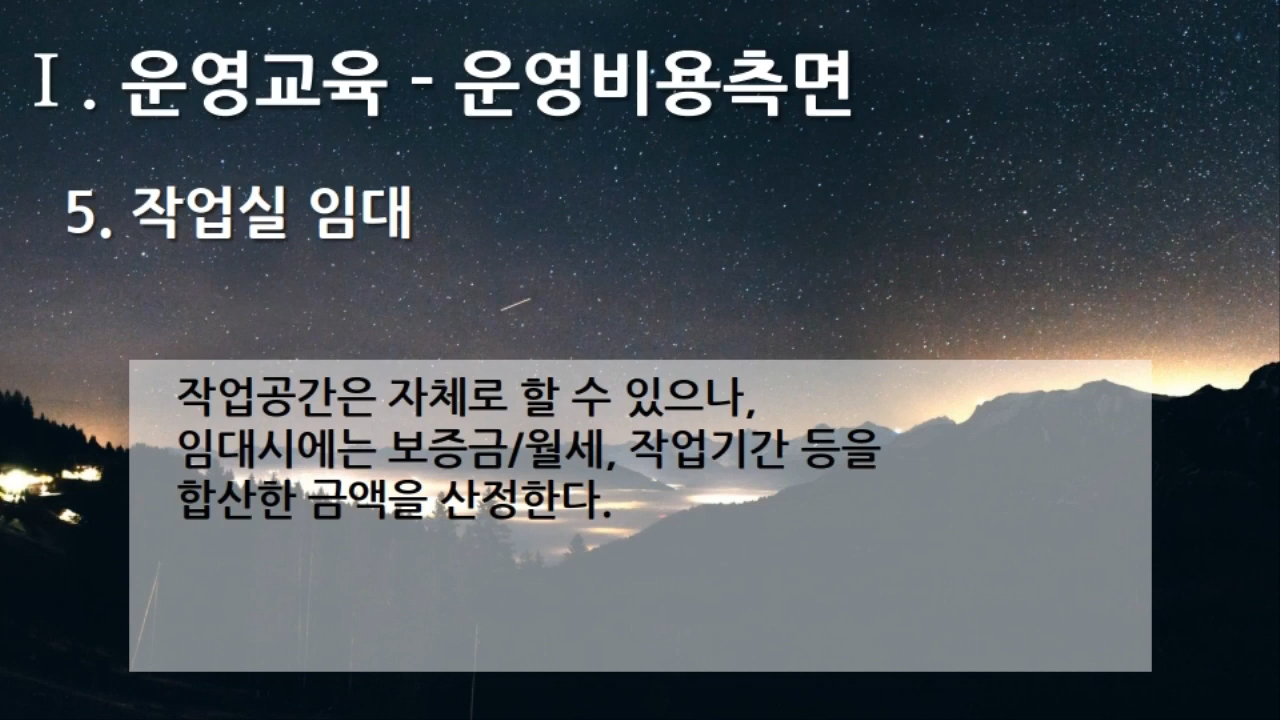 Ⅰ. 운영교육 - 운영비용측면
5. 작업실 임대
작업공간은 자체로 할 수 있으나,
임대시에는 보증금/월세, 작업기간 등을
합산한 금액을 산정한다.